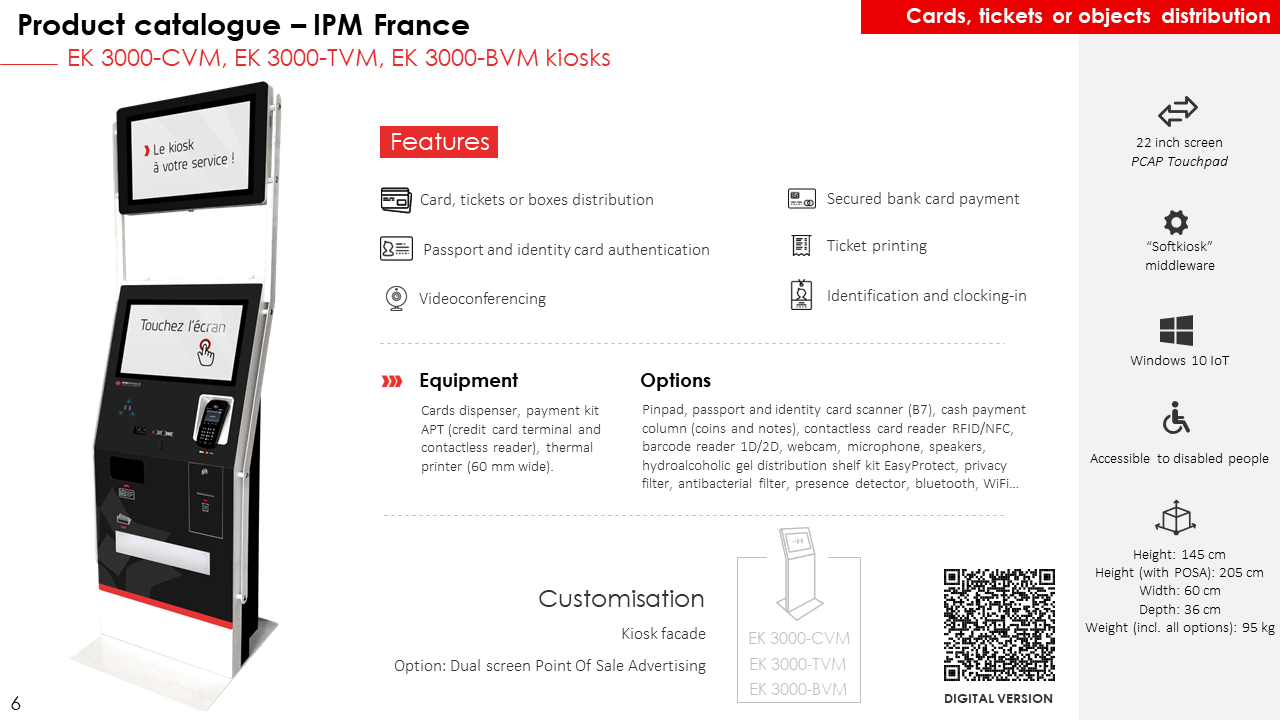 Product catalogue – IPM France
Cards, tickets or objects distribution
EK 3000-CVM, EK 3000-TVM, EK 3000-BVM kiosks
Le kiosk
à votre service !
Touchez l'écran
Features
Card, tickets or boxes distribution
Secured bank card payment
Passport and identity card authentication
Ticket printing
Videoconferencing
Identification and clocking-in
Equipment
Cards dispenser, payment kit
APT (credit card terminal and
contactless reader), thermal
printer (60 mm wide).
Options
Pinpad, passport and identity card scanner (B7), cash payment
column (coins and notes), contactless card reader RFID/NFC,
barcode reader 1D/2D, webcam, microphone, speakers,
hydroalcoholic gel distribution shelf kit EasyProtect, privacy
filter, antibacterial filter, presence detector, bluetooth, WiFi...
Customisation
Kiosk facade
Option: Dual screen Point Of Sale Advertising
EK 3000-CVM
EK 3000-TVM
EK 3000-BVM
DIGITAL VERSION
22 inch screen
PCAP Touchpad
“Softkiosk”
middleware
Windows 10 IoT
Accessible to disabled people
Height: 145 cm
Height (with POSA): 205 cm
Width: 60 cm
Depth: 36 cm
Weight (incl. all options): 95 kg
6